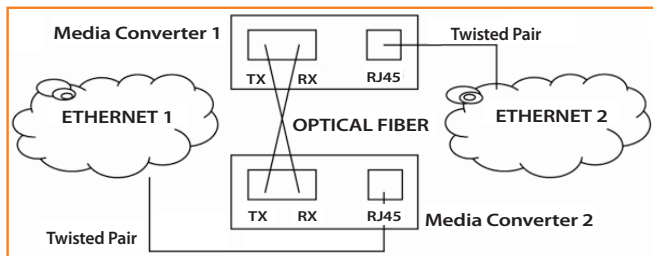 Media Converter 1
Twisted Pair
TX RX RJ45
ETHERNET 1
OPTICAL FIBER
ETHERNET 2
TX RX RJ45
Media Converter 2
Twisted Pair